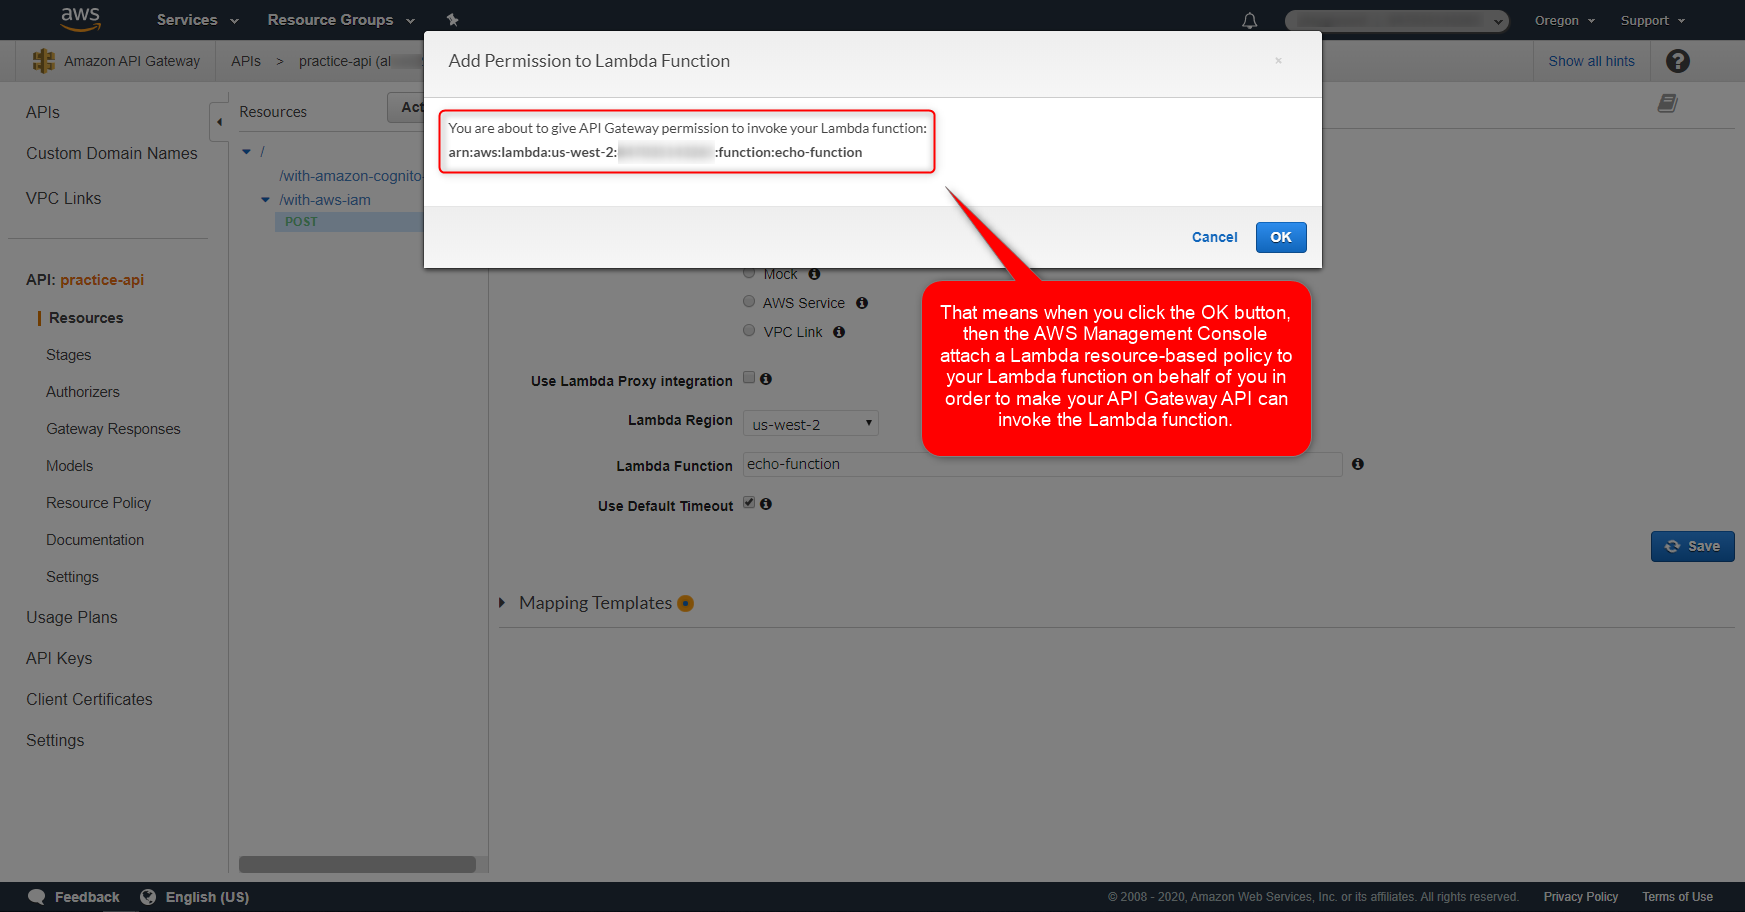 aws
Services
Resource Groups
Oregon
Support
Amazon API Gateway
APIs > practice-api (al
Show all hints
Add Permission to Lambda Function
×
You are about to give API Gateway permission to invoke your Lambda function:
arn:aws:lambda:us-west-2: :function:echo-function
Cancel
OK
That means when you click the OK button,
then the AWS Management Console
attach a Lambda resource-based policy to
your Lambda function on behalf of you in
order to make your API Gateway API can
invoke the Lambda function.
APIs
Custom Domain Names
VPC Links
API: practice-api
Resources
Stages
Authorizers
Gateway Responses
Models
Resource Policy
Documentation
Settings
Usage Plans
API Keys
Client Certificates
Settings
Resources
Act
/
/with-amazon-cognito-
/with-aws-iam
POST
Mock
AWS Service
VPC Link
Use Lambda Proxy integration
Lambda Region us-west-2
Lambda Function echo-function
Use Default Timeout
Save
Mapping Templates
Feedback
English (US)
© 2008 - 2020, Amazon Web Services, Inc. or its affiliates. All rights reserved.
Privacy Policy
Terms of Use